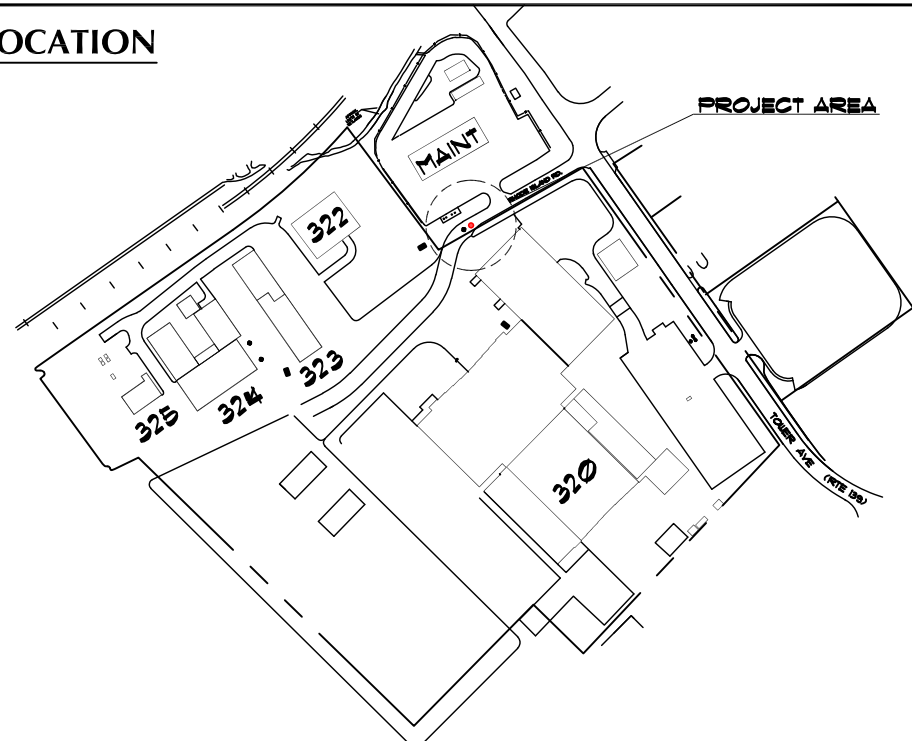 OCATION
PROJECT AREA
MAINT
322
323
324
325
320
TOWER AVE (RTE 139)